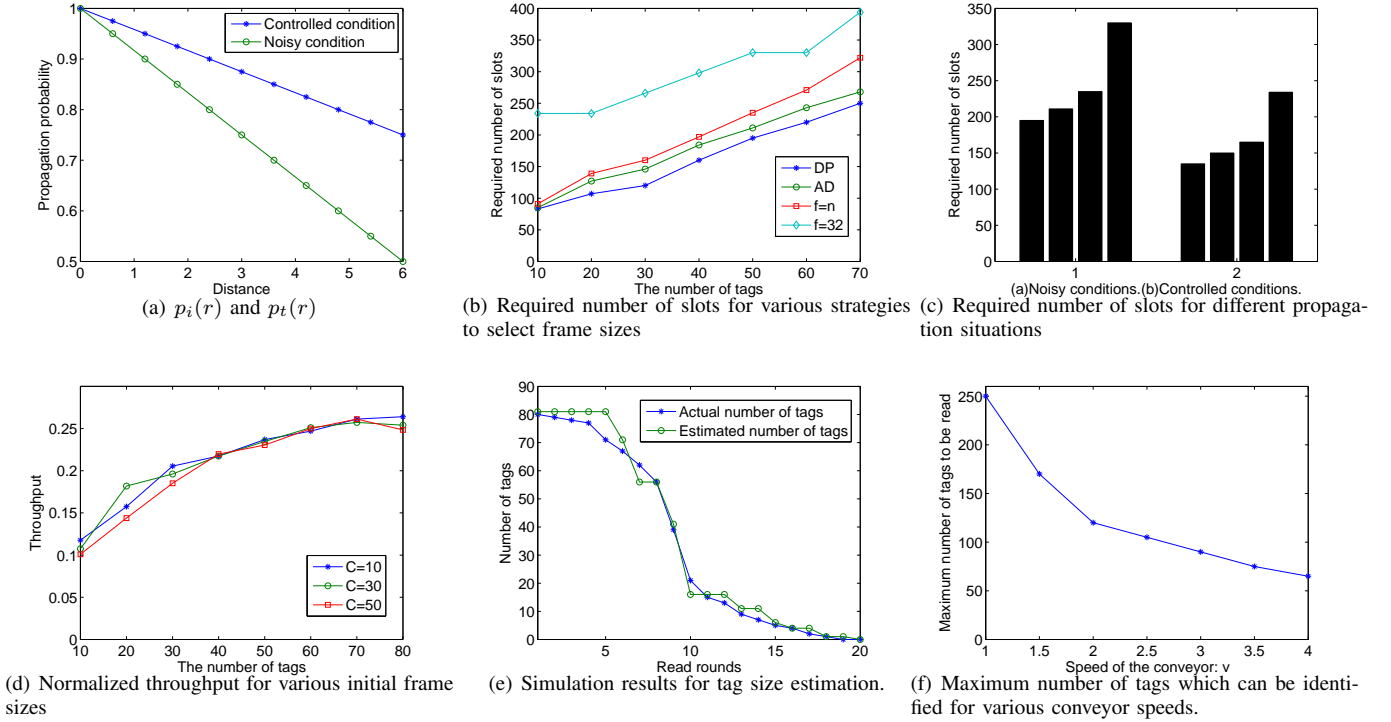 1
0.9
0.8
0.7
0.6
0.5
0 1 2 3 4 5 6
Propagation probability
Distance
Controlled condition
Noisy condition
(a) p_i(r) and p_t(r)
400
350
300
250
200
150
100
50
0
10 20 30 40 50 60 70
Required number of slots
The number of tags
DP
AD
f=n
f=32
(b) Required number of slots for various strategies
to select frame sizes
350
300
250
200
150
100
50
0
1 2
Required number of slots
(a)Noisy conditions.(b)Controlled conditions.
(c) Required number of slots for different propaga-
tion situations
0.25
0.2
0.15
0.1
0.05
0
10 20 30 40 50 60 70 80
Throughput
The number of tags
C=10
C=30
C=50
(d) Normalized throughput for various initial frame
sizes
90
80
70
60
50
40
30
20
10
0
5 10 15 20
Number of tags
Read rounds
Actual number of tags
Estimated number of tags
(e) Simulation results for tag size estimation.
250
200
150
100
50
0
1 1.5 2 2.5 3 3.5 4
Maximum number of tags to be read
Speed of the conveyor: v
(f) Maximum number of tags which can be identi-
fied for various conveyor speeds.